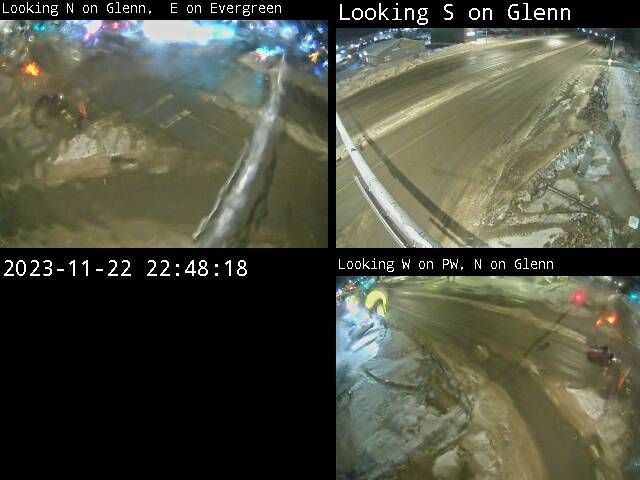 Looking N on Glenn, E on Evergreen
Looking S on Glenn
2023-11-22 22:48:18
Looking W on PW, N on Glenn